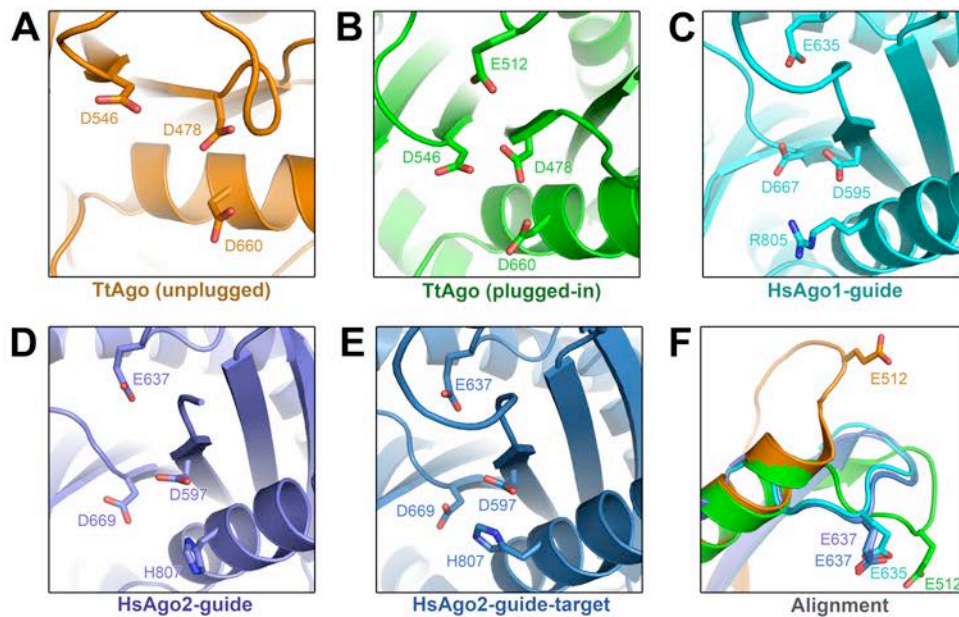 A
D546
D478
D660
TtAgo (unplugged)
B
E512
D546
D478
D660
TtAgo (plugged-in)
C
E635
D667
D595
R805
HsAgo1-guide
D
E637
D597
D669
H807
HsAgo2-guide
E
E637
D597
D669
H807
HsAgo2-guide-target
F
E512
E637
E637
E635
E512
Alignment